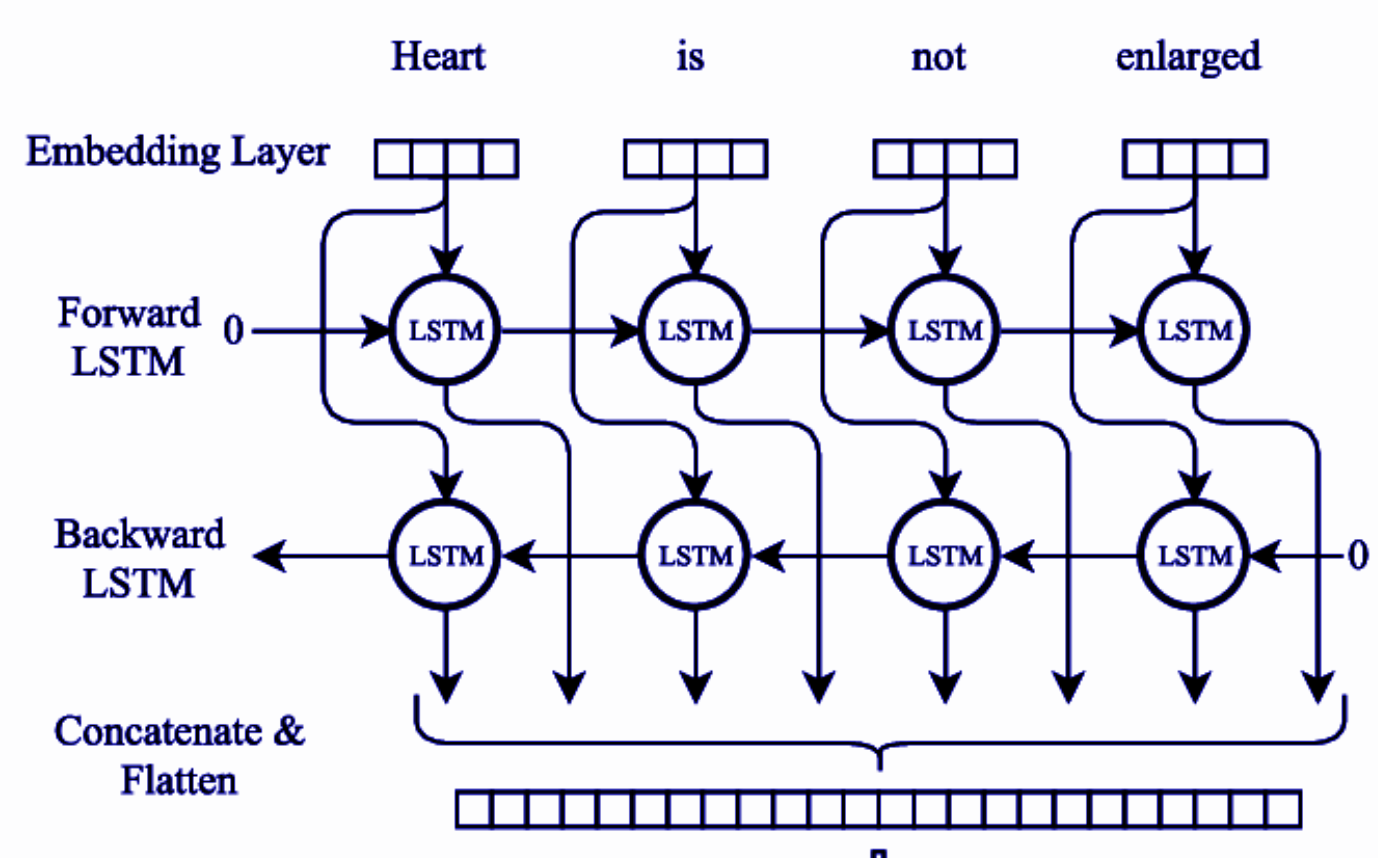 Heart is not enlarged
Embedding Layer
Forward
LSTM
0
LSTM LSTM LSTM LSTM
Backward
LSTM
LSTM LSTM LSTM LSTM
0
Concatenate &
Flatten